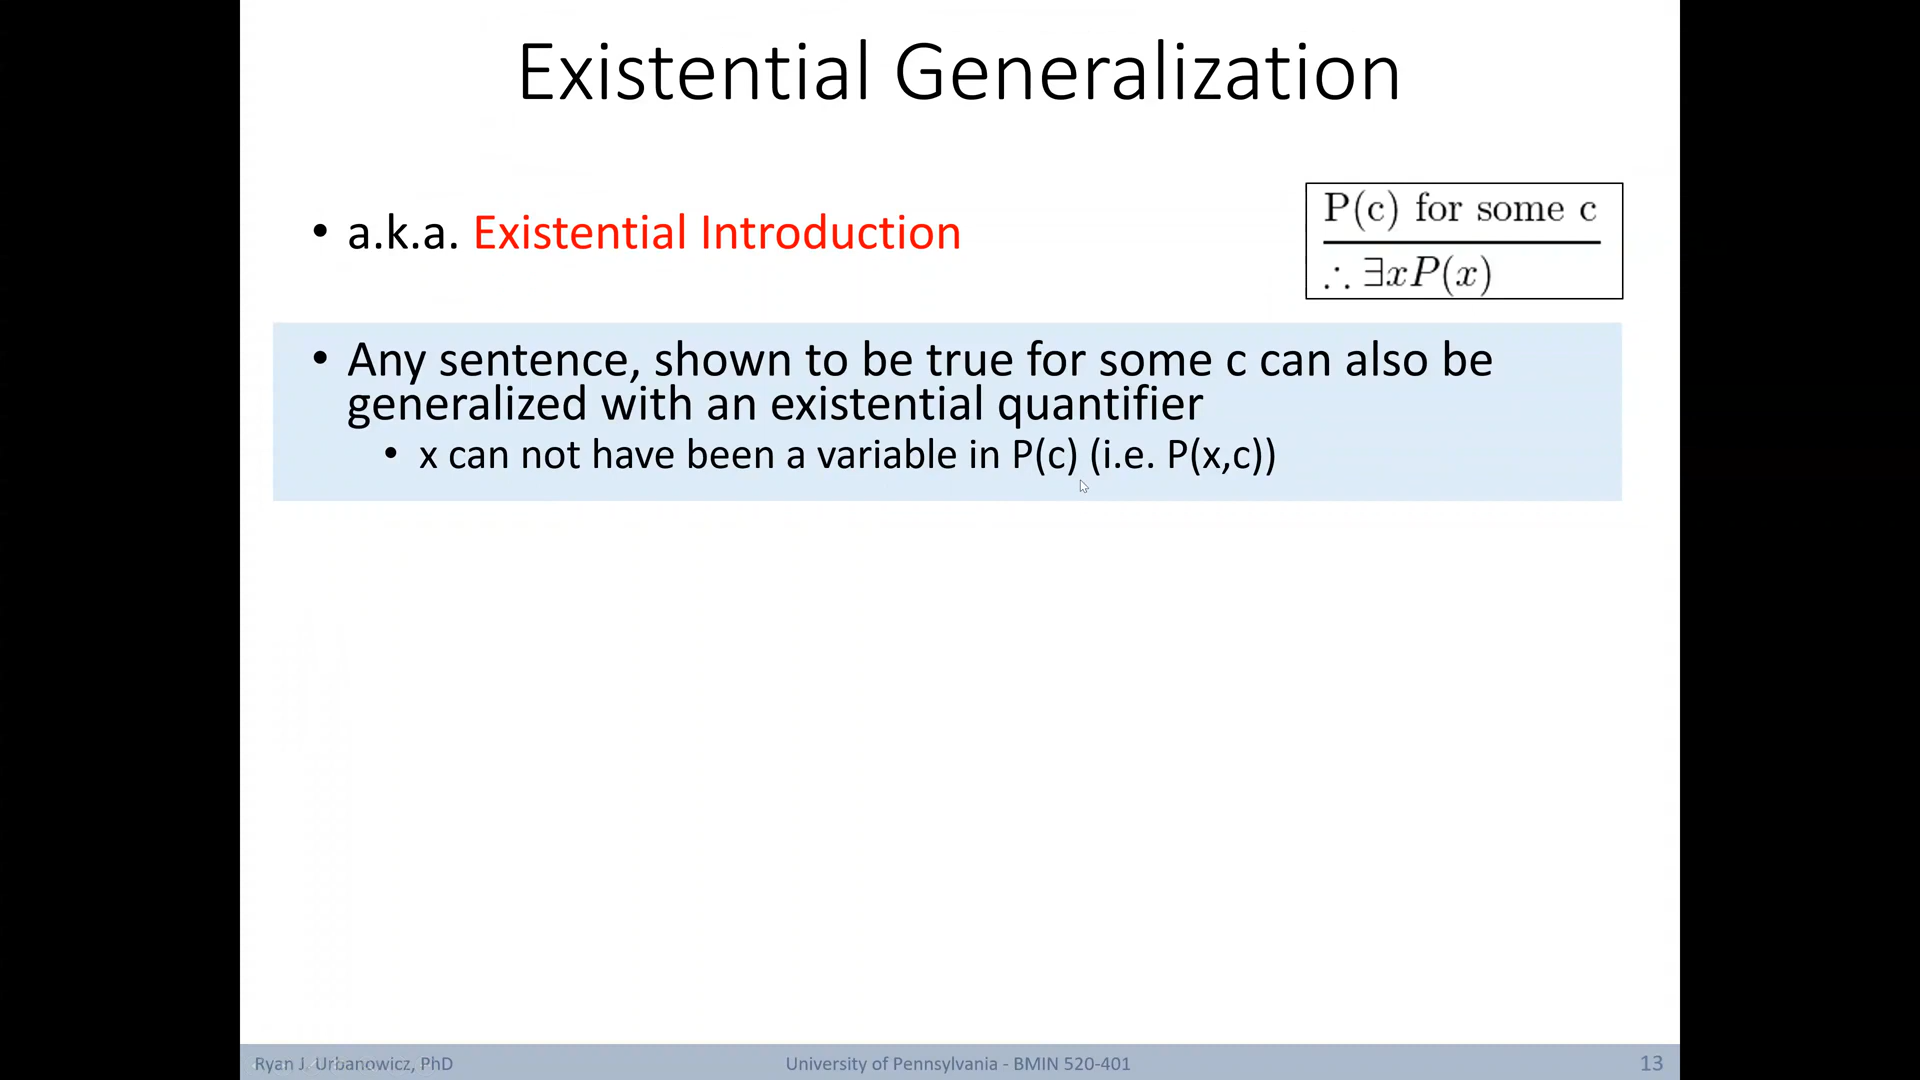 Existential Generalization
• a.k.a. Existential Introduction
P(c) for some c
∴ ∃xP(x)
• Any sentence, shown to be true for some c can also be
generalized with an existential quantifier
• x can not have been a variable in P(c) (i.e. P(x,c))
Ryan J. Urbanowicz, PhD
University of Pennsylvania - BMIN 520-401
13